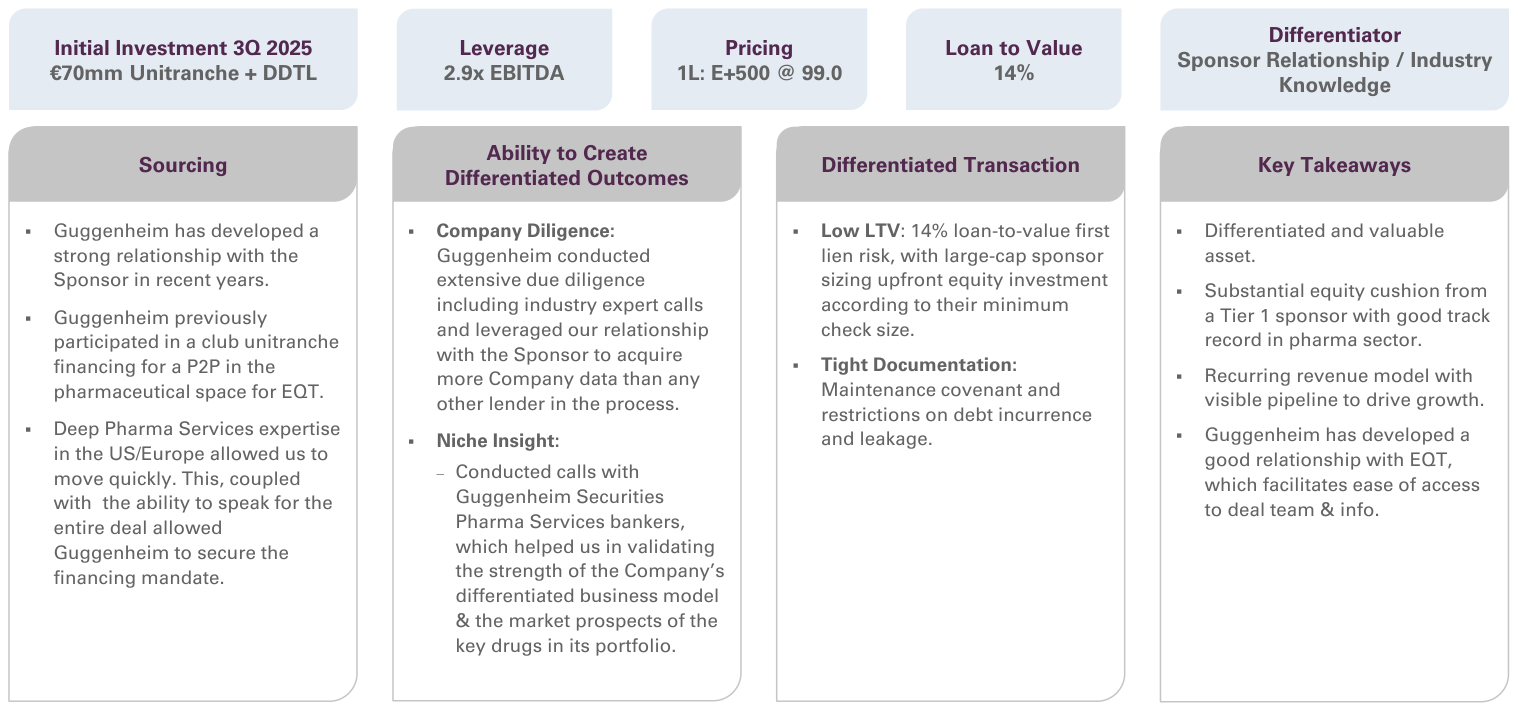 Initial Investment 3Q 2025
€70mm Unitranche + DDTL
Leverage
2.9x EBITDA
Pricing
1L: E+500 @ 99.0
Loan to Value
14%
Differentiator
Sponsor Relationship / Industry
Knowledge
Sourcing
▪ Guggenheim has developed a
strong relationship with the
Sponsor in recent years.
▪ Guggenheim previously
participated in a club unitranche
financing for a P2P in the
pharmaceutical space for EQT.
▪ Deep Pharma Services expertise
in the US/Europe allowed us to
move quickly. This, coupled
with  the ability to speak for the
entire deal allowed
Guggenheim to secure the
financing mandate.
Ability to Create
Differentiated Outcomes
▪ Company Diligence:
Guggenheim conducted
extensive due diligence
including industry expert calls
and leveraged our relationship
with the Sponsor to acquire
more Company data than any
other lender in the process.
▪ Niche Insight:
– Conducted calls with
Guggenheim Securities
Pharma Services bankers,
which helped us in validating
the strength of the Company’s
differentiated business model
& the market prospects of the
key drugs in its portfolio.
Differentiated Transaction
▪ Low LTV: 14% loan-to-value first
lien risk, with large-cap sponsor
sizing upfront equity investment
according to their minimum
check size.
▪ Tight Documentation:
Maintenance covenant and
restrictions on debt incurrence
and leakage.
Key Takeaways
▪ Differentiated and valuable
asset.
▪ Substantial equity cushion from
a Tier 1 sponsor with good track
record in pharma sector.
▪ Recurring revenue model with
visible pipeline to drive growth.
▪ Guggenheim has developed a
good relationship with EQT,
which facilitates ease of access
to deal team & info.